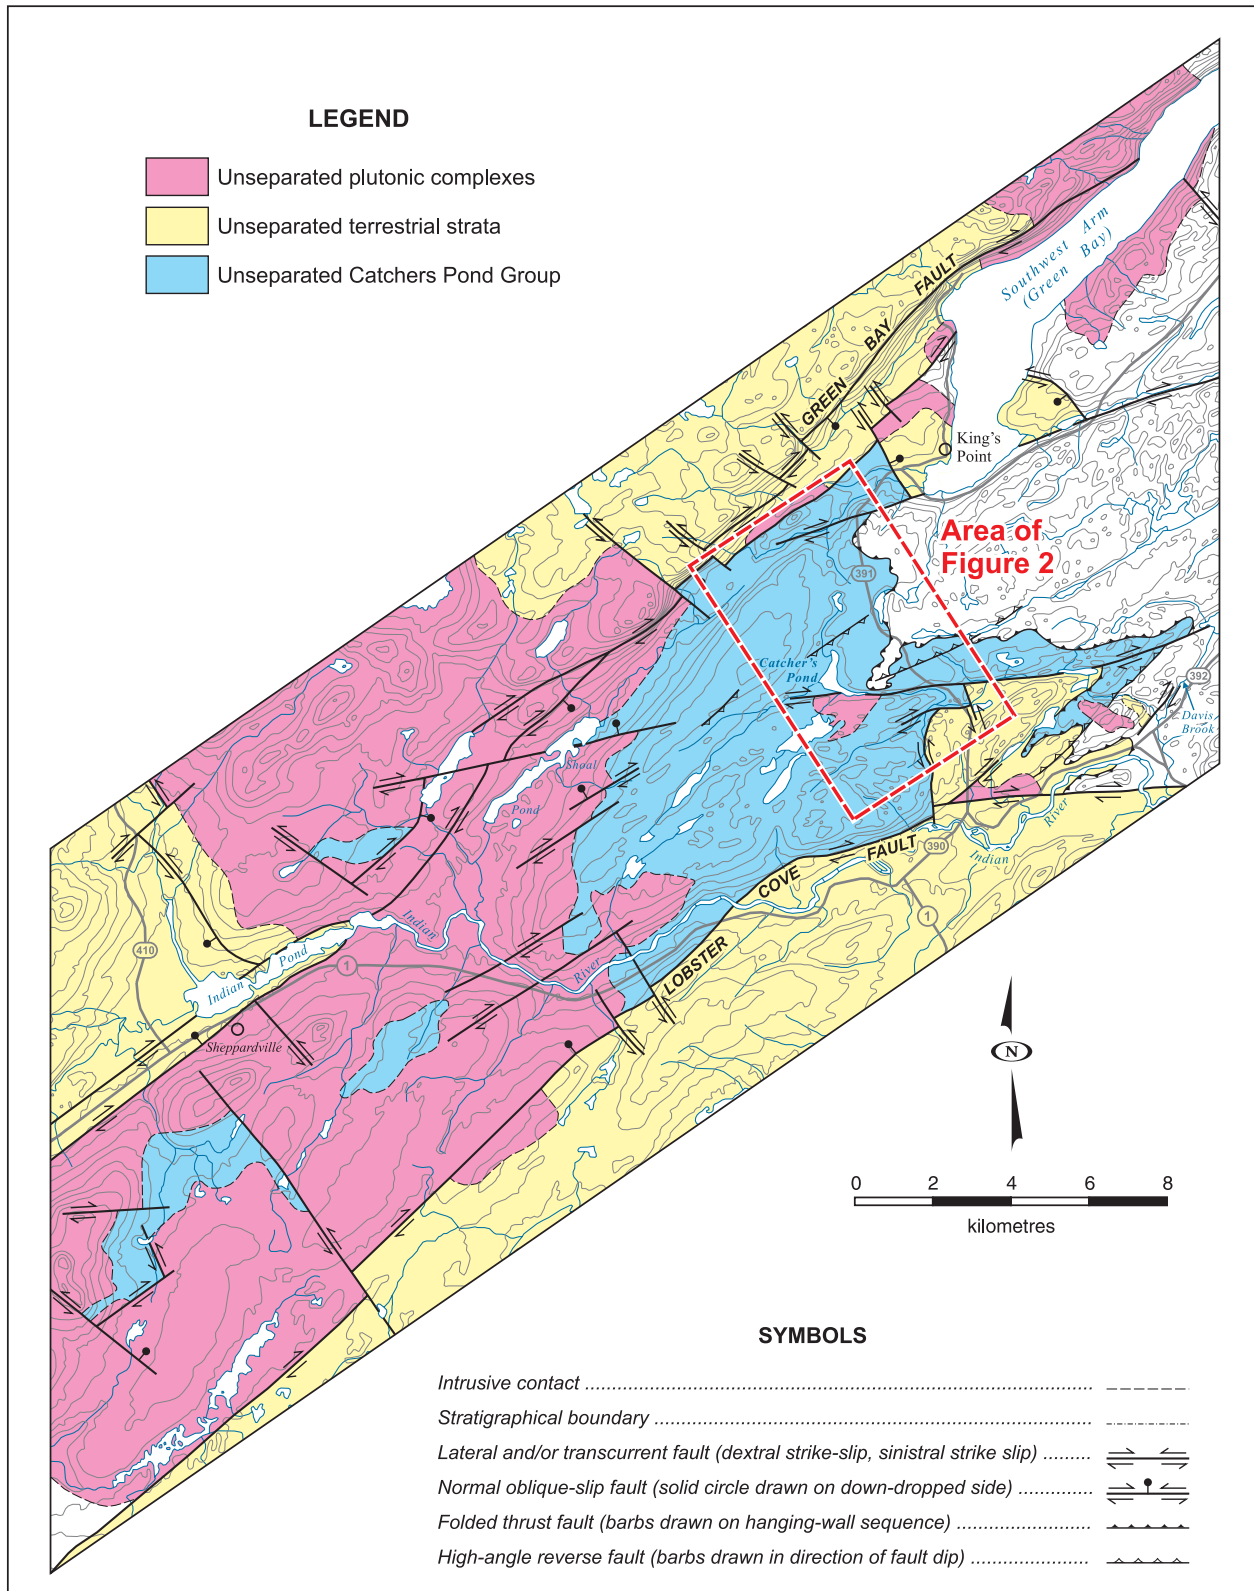 LEGEND
Unseparated plutonic complexes
Unseparated terrestrial strata
Unseparated Catchers Pond Group
Southwest Arm
(Green Bay)
GREEN BAY FAULT
King's
Point
Area of
Figure 2
391
Catcher's
Pond
392
Davis
Brook
Shoal
Pond
River
FAULT
390
Indian
COVE
1
LOBSTER
Indian
410
Pond
1
River
Indian
Sheppardville
N
0 2 4 6 8
kilometres
SYMBOLS
Intrusive contact
Stratigraphical boundary
Lateral and/or transcurrent fault (dextral strike-slip, sinistral strike slip)
Normal oblique-slip fault (solid circle drawn on down-dropped side)
Folded thrust fault (barbs drawn on hanging-wall sequence)
High-angle reverse fault (barbs drawn in direction of fault dip)